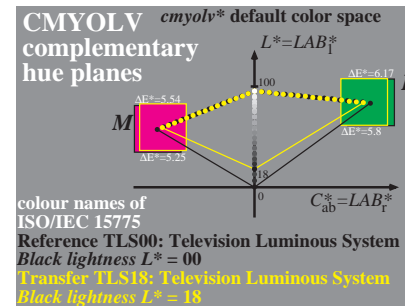 CMYOLV
complementary
hue planes
cmyolv* default color space
L*=LAB*1
100
ΔE*=5.54
ΔE*=6.17
M
ΔE*=5.25
ΔE*=5.8
18
0
C*ab=LAB*r
colour names of
ISO/IEC 15775
Reference TLS00: Television Luminous System
Black lightness L* = 00
Transfer TLS18: Television Luminous System
Black lightness L* = 18